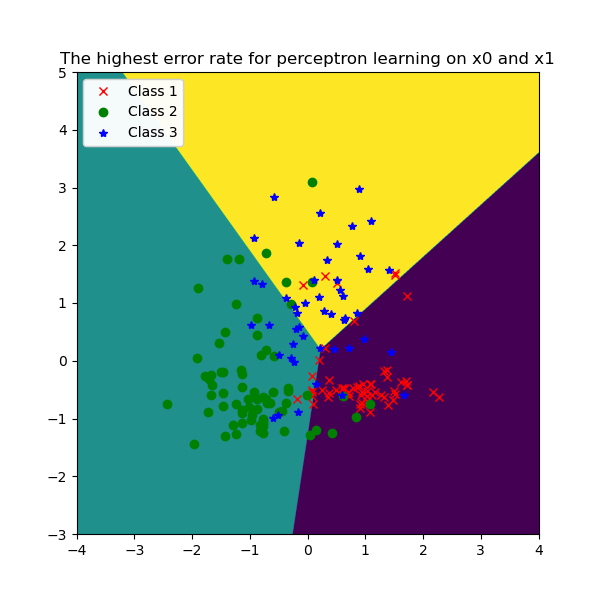 The highest error rate for perceptron learning on x0 and x1
5
4
3
2
1
0
−1
−2
−3
Class 1
Class 2
Class 3
−4 −3 −2 −1 0 1 2 3 4